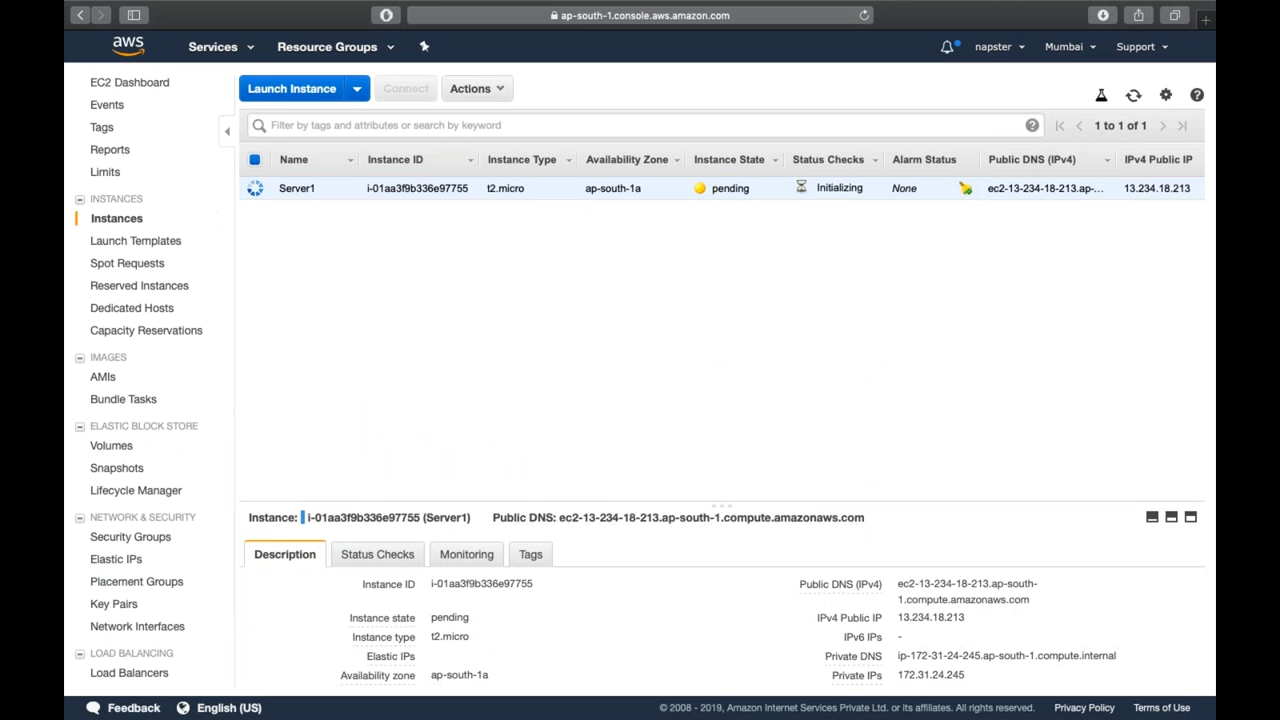 ap-south-1.console.aws.amazon.com
aws Services Resource Groups napster Mumbai Support
EC2 Dashboard
Events
Tags
Reports
Limits
INSTANCES
Instances
Launch Templates
Spot Requests
Reserved Instances
Dedicated Hosts
Capacity Reservations
IMAGES
AMIs
Bundle Tasks
ELASTIC BLOCK STORE
Volumes
Snapshots
Lifecycle Manager
NETWORK & SECURITY
Security Groups
Elastic IPs
Placement Groups
Key Pairs
Network Interfaces
LOAD BALANCING
Load Balancers
Launch Instance Connect Actions
Filter by tags and attributes or search by keyword 1 to 1 of 1
Name Instance ID Instance Type Availability Zone Instance State Status Checks Alarm Status Public DNS (IPv4) IPv4 Public IP
Server1 i-01aa3f9b336e97755 t2.micro ap-south-1a pending Initializing None ec2-13-234-18-213.ap-... 13.234.18.213
Instance: i-01aa3f9b336e97755 (Server1) Public DNS: ec2-13-234-18-213.ap-south-1.compute.amazonaws.com
Description Status Checks Monitoring Tags
Instance ID i-01aa3f9b336e97755
Instance state pending
Instance type t2.micro
Elastic IPs
Availability zone ap-south-1a
Public DNS (IPv4) ec2-13-234-18-213.ap-south-
1.compute.amazonaws.com
IPv4 Public IP 13.234.18.213
IPv6 IPs -
Private DNS ip-172-31-24-245.ap-south-1.compute.internal
Private IPs 172.31.24.245
Feedback English (US) © 2008 - 2019, Amazon Internet Services Private Ltd. or its affiliates. All rights reserved. Privacy Policy Terms of Use